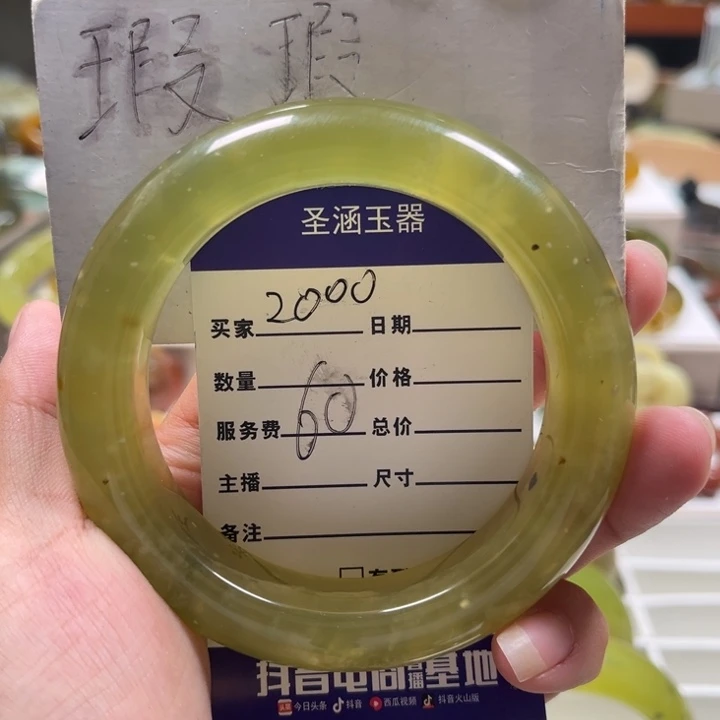 瑕 瑕
圣涵玉器
2000
买家 日期
数量 价格
60
服务费 总价
主播 尺寸
备注
抖音电商直播基地
头条 今日头条 抖音 西瓜视频 抖音火山版